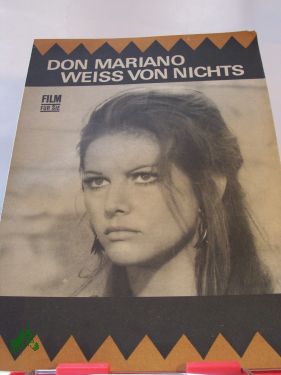 DON MARIANO
WEISS VON NICHTS
FILM
FÜR SIE